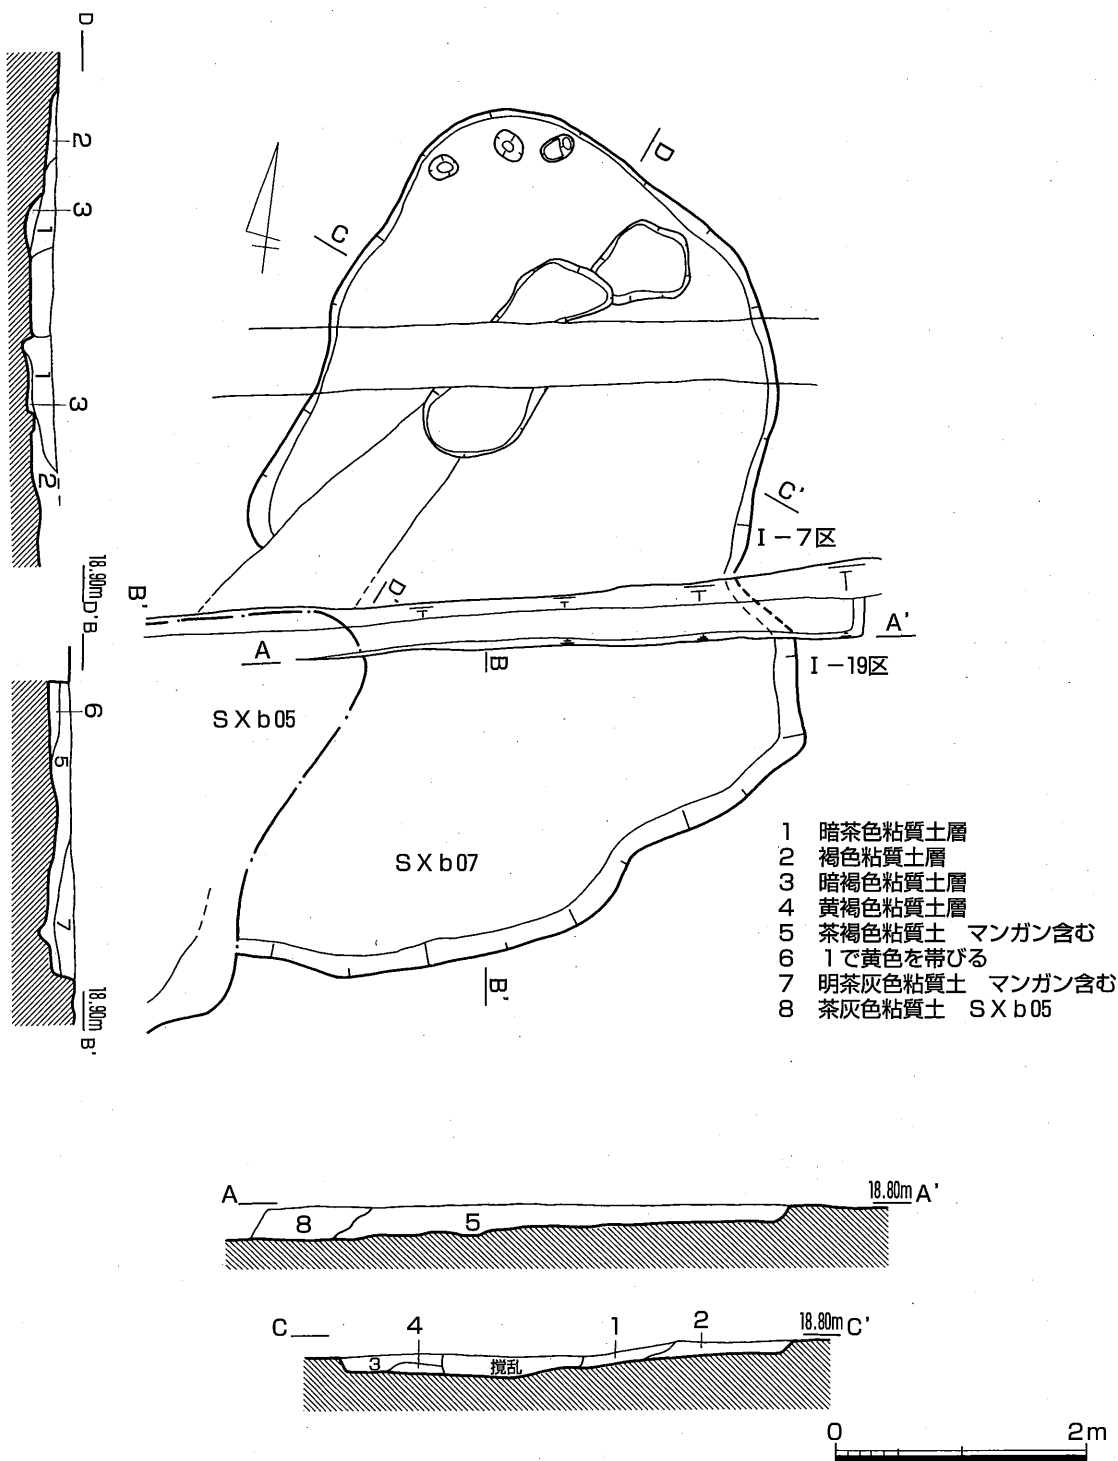 D
2
3
1
1
3
2
18.90m D'
B
6
5
7
18.90m B'
D
C
C'
I-7区
B'
D'
A
A'
B
I-19区
SXb05
SXb07
B'
1 暗茶色粘質土層
2 褐色粘質土層
3 暗褐色粘質土層
4 黄褐色粘質土層
5 茶褐色粘質土 マンガン含む
6 1で黄色を帯びる
7 明茶灰色粘質土 マンガン含む
8 茶灰色粘質土 SXb05
A 18.80m A'
8 5
C 4 1 2 18.80m C'
3 撹乱
0 2m